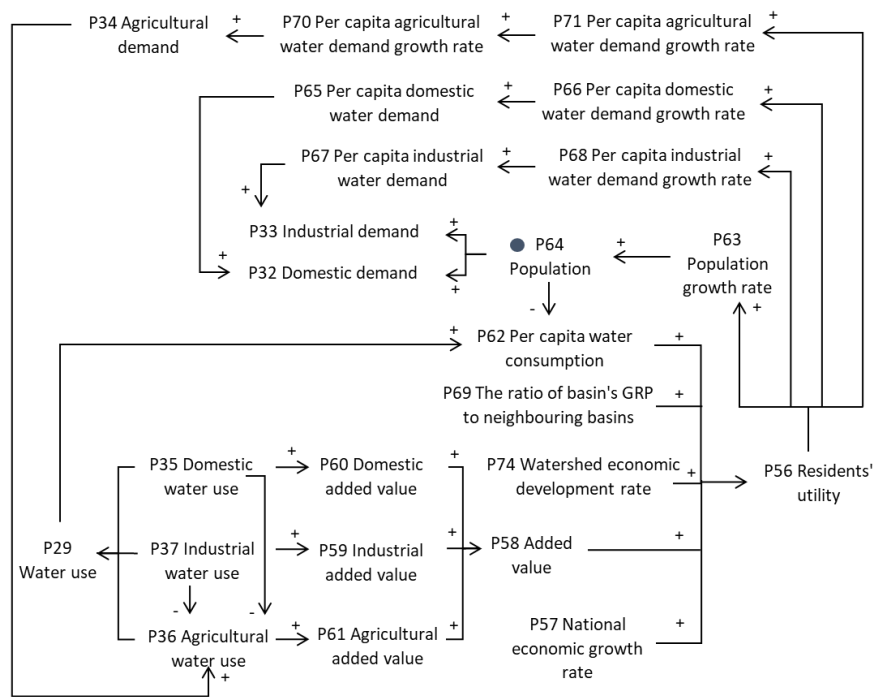 P34 Agricultural
demand
+
P70 Per capita agricultural
water demand growth rate
+
P71 Per capita agricultural
water demand growth rate
+
P65 Per capita domestic
water demand
+
P66 Per capita domestic
water demand growth rate
+
P67 Per capita industrial
water demand
+
P68 Per capita industrial
water demand growth rate
+
+
P33 Industrial demand
+
P64
Population
+
P63
Population
growth rate
+
P32 Domestic demand
+
-
+
+
P62 Per capita water
consumption
+
P69 The ratio of basin's GRP
to neighbouring basins
+
P35 Domestic
water use
+
P60 Domestic
added value
+
P74 Watershed economic
development rate
+
P56 Residents'
utility
P29
Water use
P37 Industrial
water use
+
P59 Industrial
added value
+
P58 Added
value
+
-
-
P36 Agricultural
water use
+
P61 Agricultural
added value
+
P57 National
economic growth
rate
+
+